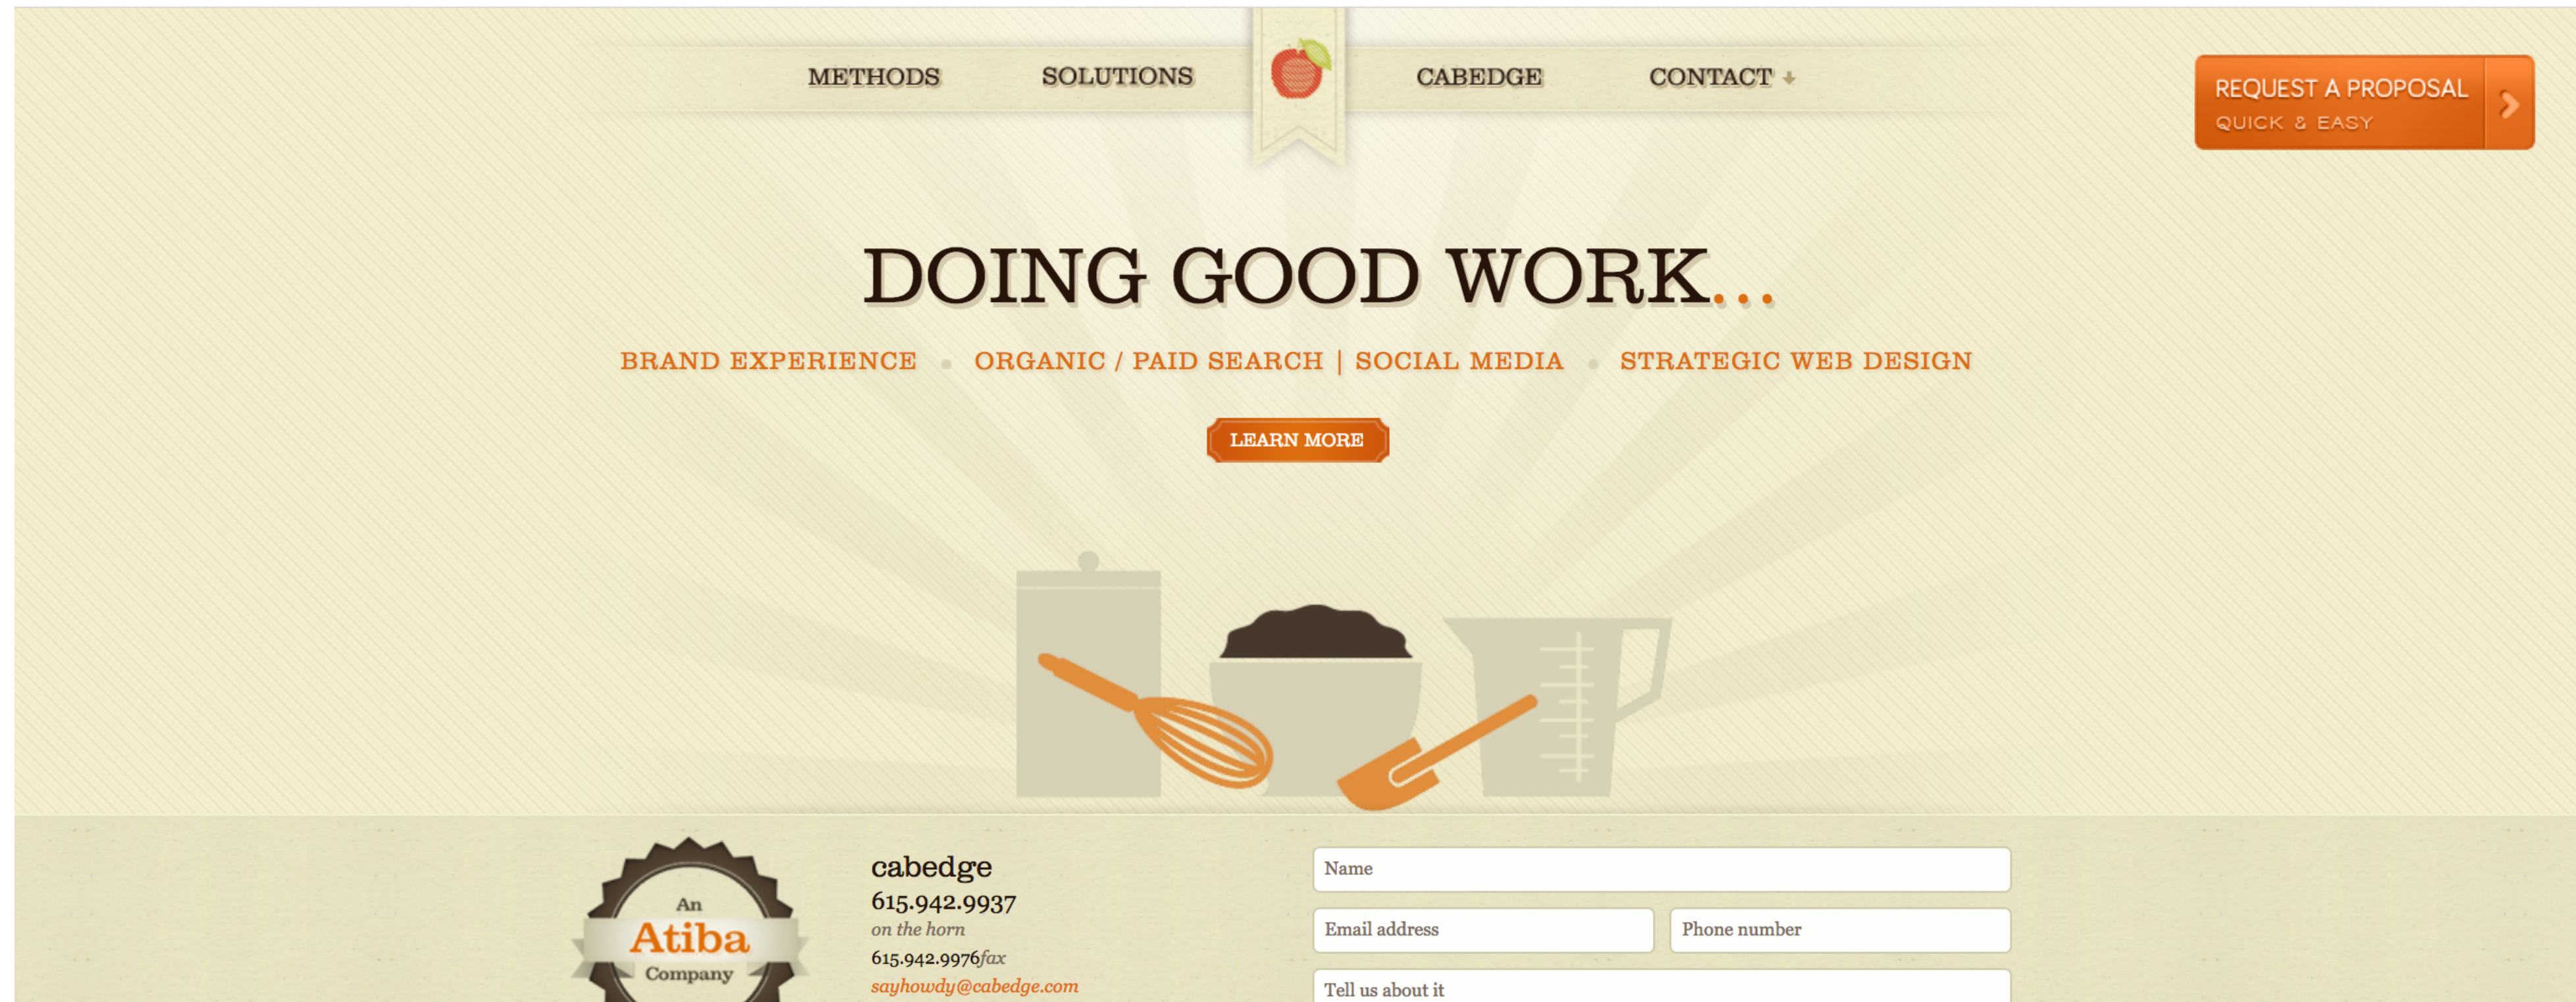 METHODS SOLUTIONS CABEDGE CONTACT
REQUEST A PROPOSAL
QUICK & EASY
DOING GOOD WORK...
BRAND EXPERIENCE • ORGANIC / PAID SEARCH | SOCIAL MEDIA • STRATEGIC WEB DESIGN
LEARN MORE
An
Atiba
Company
cabedge
615.942.9937
on the horn
615.942.9976fax
sayhowdy@cabedge.com
Name
Email address Phone number
Tell us about it